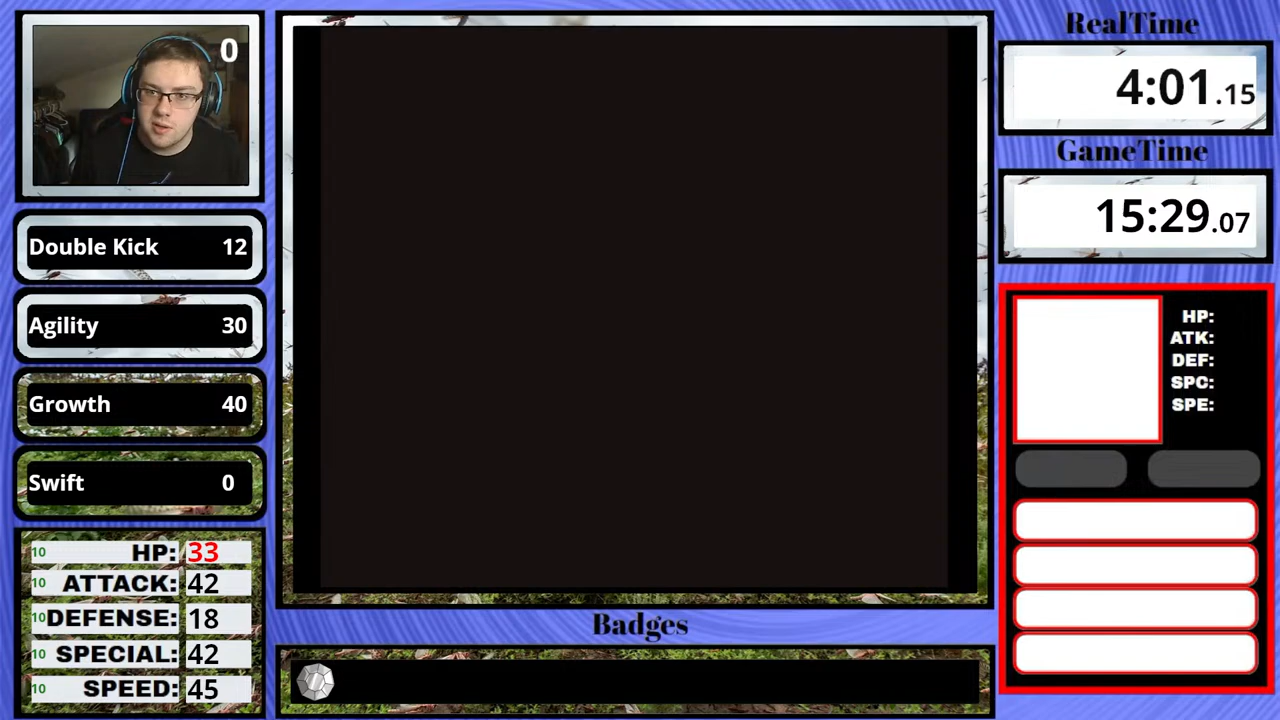 0
RealTime
4:01.15
GameTime
15:29.07
Double Kick 12
Agility 30
Growth 40
Swift 0
10 HP: 33
10 ATTACK: 42
10 DEFENSE: 18
10 SPECIAL: 42
10 SPEED: 45
Badges
HP:
ATK:
DEF:
SPC:
SPE: